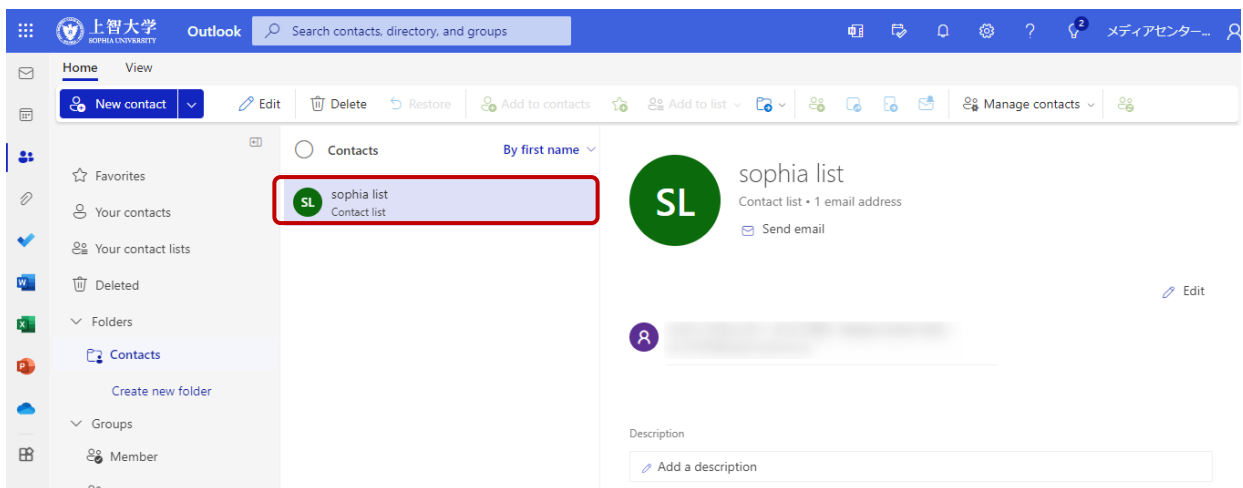 上智大学
SOPHIA UNIVERSITY
Outlook
Search contacts, directory, and groups
2
メディアセンター...
Home View
New contact Edit Delete Restore Add to contacts Add to list Manage contacts
Contacts By first name
Favorites
Your contacts
Your contact lists
Deleted
Folders
Contacts
Create new folder
Groups
Member
SL sophia list
Contact list
SL
sophia list
Contact list • 1 email address
Send email
Edit
Description
Add a description